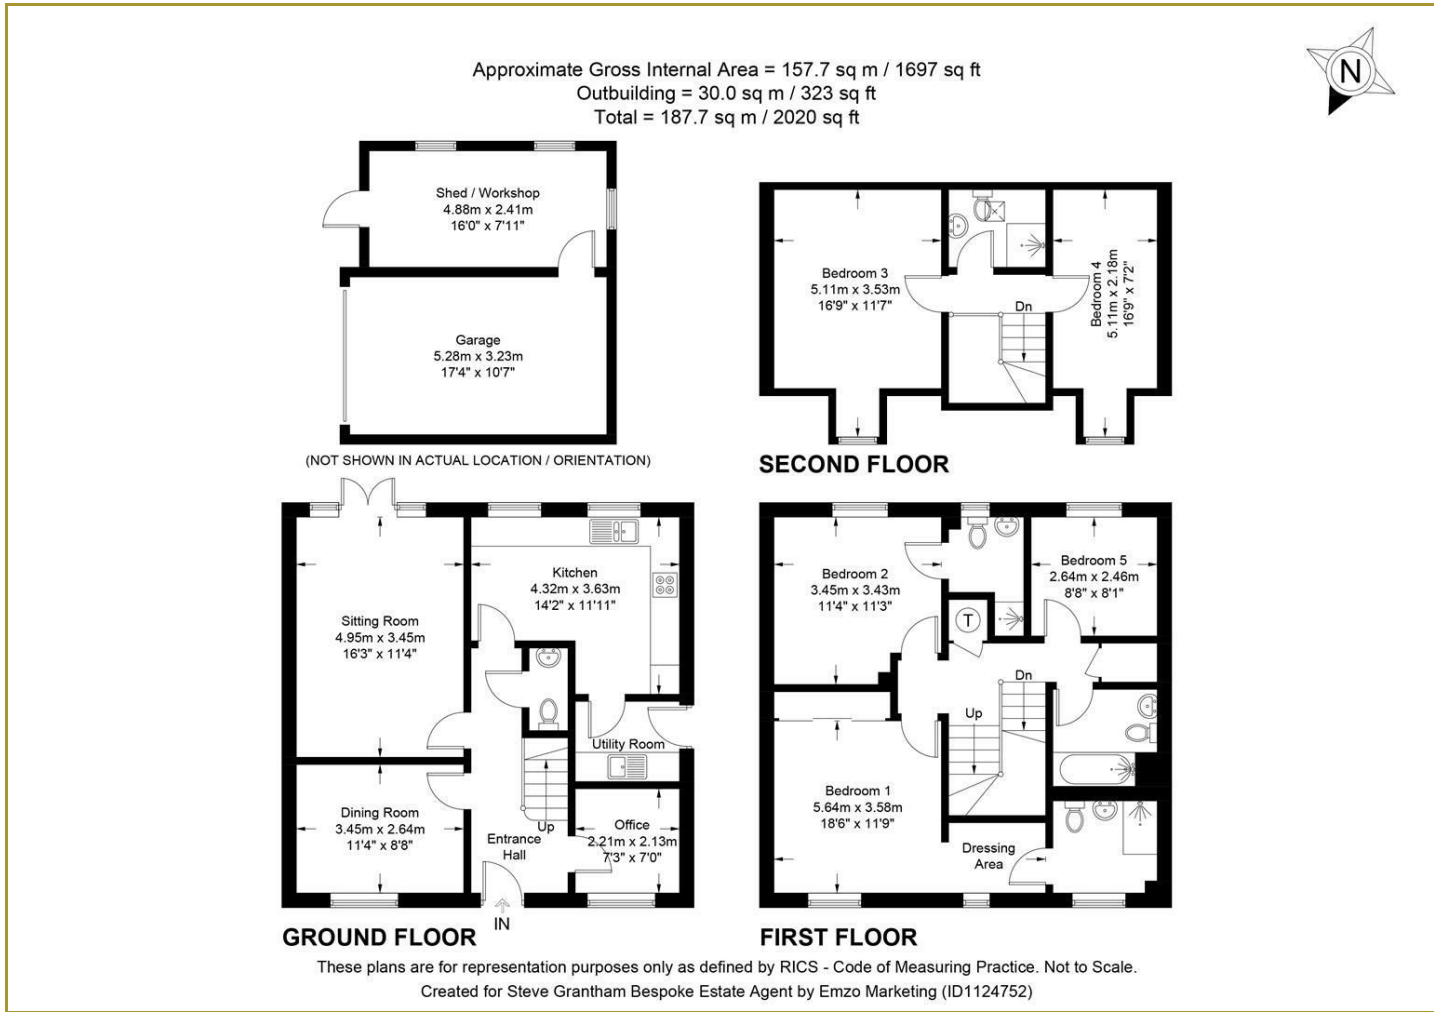 Approximate Gross Internal Area = 157.7 sq m / 1697 sq ft
Outbuilding = 30.0 sq m / 323 sq ft
Total = 187.7 sq m / 2020 sq ft
N
Shed / Workshop
4.88m x 2.41m
16'0" x 7'11"
Garage
5.28m x 3.23m
17'4" x 10'7"
(NOT SHOWN IN ACTUAL LOCATION / ORIENTATION)
Bedroom 3
5.11m x 3.53m
16'9" x 11'7"
Dn
Bedroom 4
5.11m x 2.18m
16'9" x 7'2"
SECOND FLOOR
Sitting Room
4.95m x 3.45m
16'3" x 11'4"
Kitchen
4.32m x 3.63m
14'2" x 11'11"
Utility Room
Dining Room
3.45m x 2.64m
11'4" x 8'8"
Up
Entrance
Hall
Office
2.21m x 2.13m
7'3" x 7'0"
IN
GROUND FLOOR
Bedroom 2
3.45m x 3.43m
11'4" x 11'3"
Bedroom 5
2.64m x 2.46m
8'8" x 8'1"
T
Dn
Up
Bedroom 1
5.64m x 3.58m
18'6" x 11'9"
Dressing
Area
FIRST FLOOR
These plans are for representation purposes only as defined by RICS - Code of Measuring Practice. Not to Scale.
Created for Steve Grantham Bespoke Estate Agent by Emzo Marketing (ID1124752)